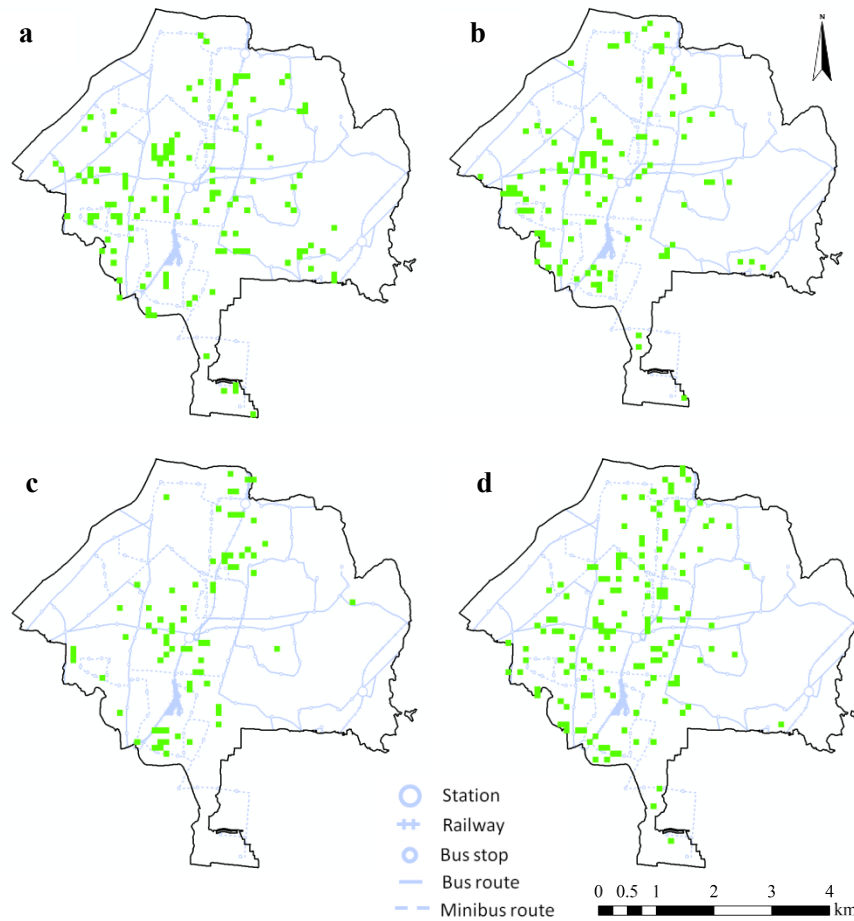 a
b
N
c
d
Station
Railway
Bus stop
Bus route
Minibus route
0 0.5 1 2 3 4
km